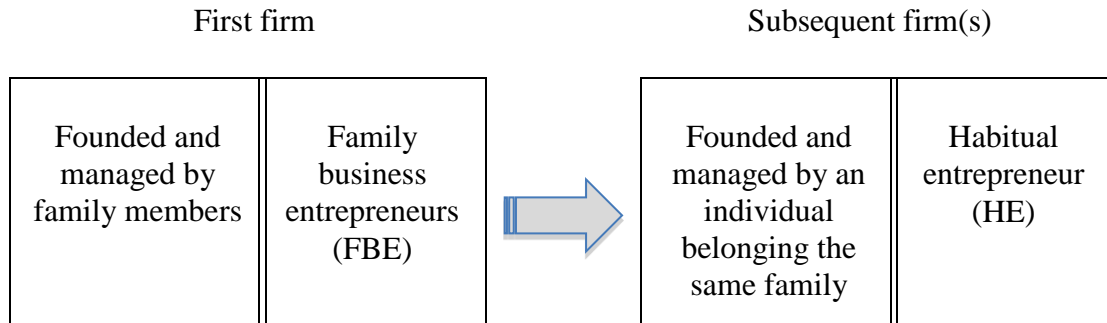 First firm
Subsequent firm(s)
Founded and
managed by
family members
Family
business
entrepreneurs
(FBE)
Founded and
managed by an
individual
belonging the
same family
Habitual
entrepreneur
(HE)